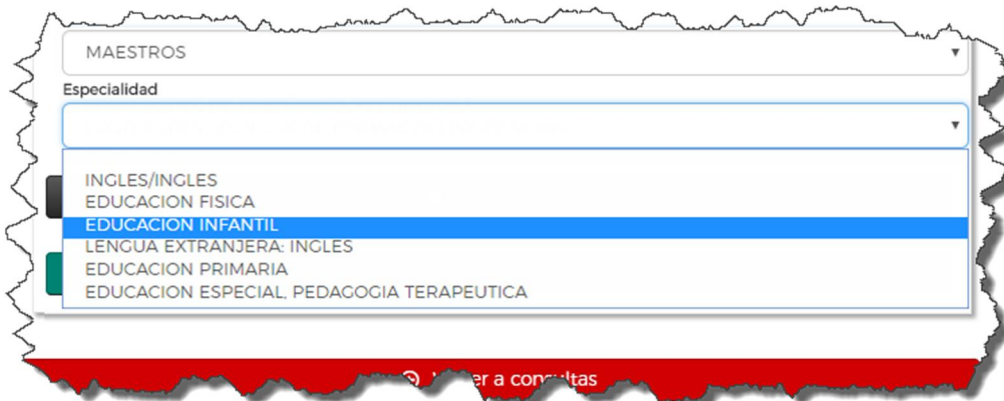 MAESTROS
Especialidad
INGLES/INGLES
EDUCACION FISICA
EDUCACION INFANTIL
LENGUA EXTRANJERA: INGLES
EDUCACION PRIMARIA
EDUCACION ESPECIAL, PEDAGOGIA TERAPEUTICA
a